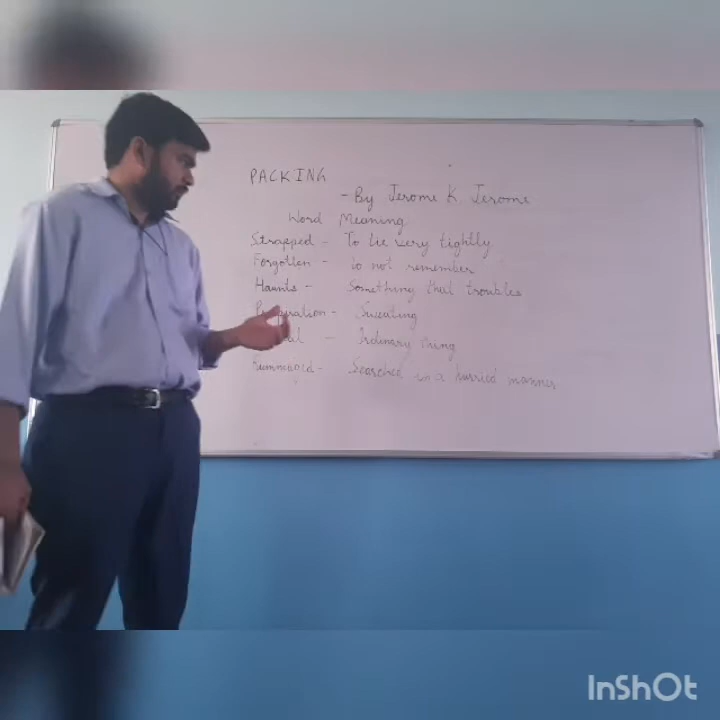 PACKING
- By Jerome K. Jerome
Word Meaning
Strapped - To tie very tightly
Forgotten - To not remember
Haunts - Something that troubles
- Sweating
- Ordinary thing
Rummaged - Searched in a hurried manner
InShOt